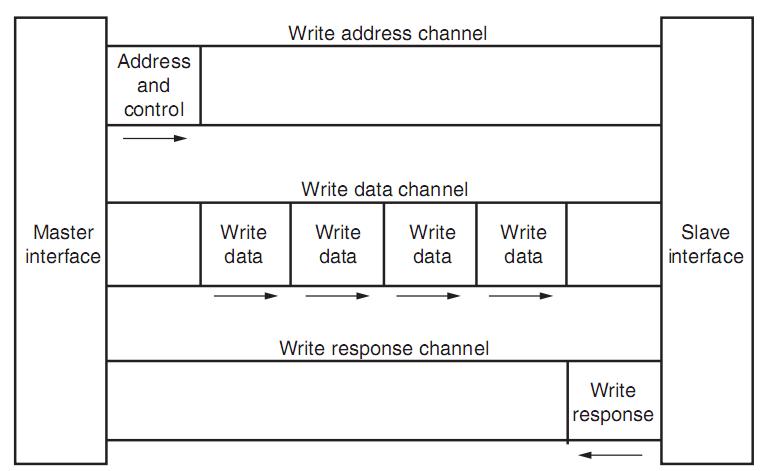 Write address channel
Address
and
control
Write data channel
Master
interface
Write
data
Write
data
Write
data
Write
data
Slave
interface
Write response channel
Write
response